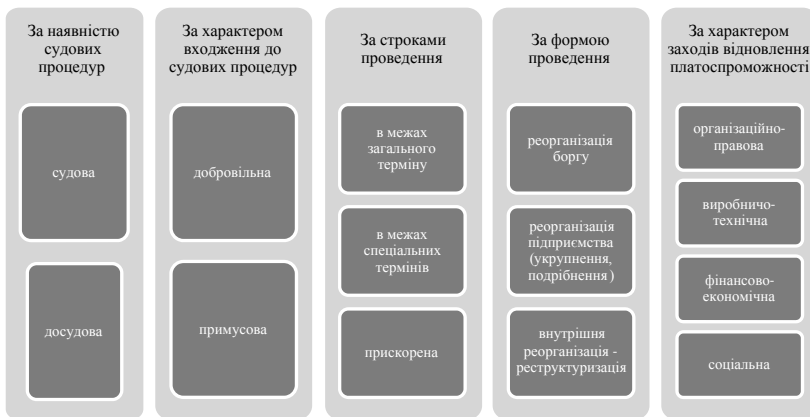 За наявністю
судових
процедур
судова
досудова
За характером
входження до
судових процедур
добровільна
примусова
За строками
проведення
в межах
загального
терміну
в межах
спеціальних
термінів
прискорена
За формою
проведення
реорганізація
боргу
реорганізація
підприємства
(укрупнення,
подрібнення)
внутрішня
реорганізація -
реструктуризація
За характером
заходів відновлення
платоспроможності
організаційно-
правова
виробничо-
технічна
фінансово-
економічна
соціальна